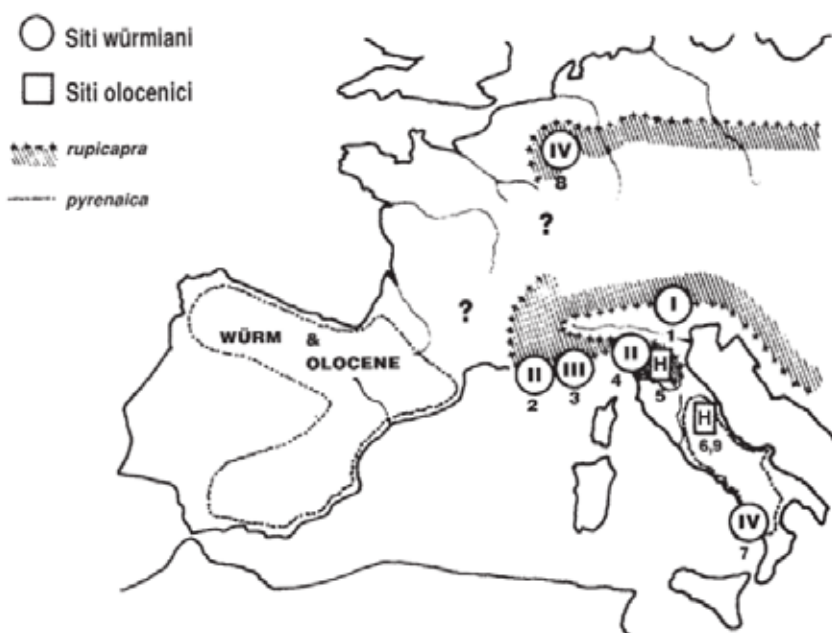 Siti würmiani
Siti olocenici
rupicapra
pyrenaica
IV
8
?
?
WÜRM &
OLOCENE
I
1
II
2
III
3
II
4
H
5
H
6,9
IV
7